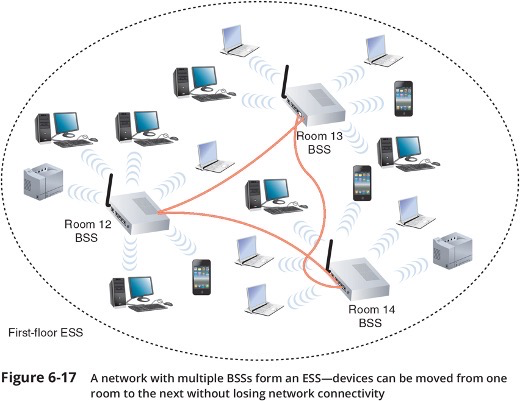 Room 13
BSS
Room 12
BSS
Room 14
BSS
First-floor ESS
Figure 6-17 A network with multiple BSSs form an ESS—devices can be moved from one
room to the next without losing network connectivity